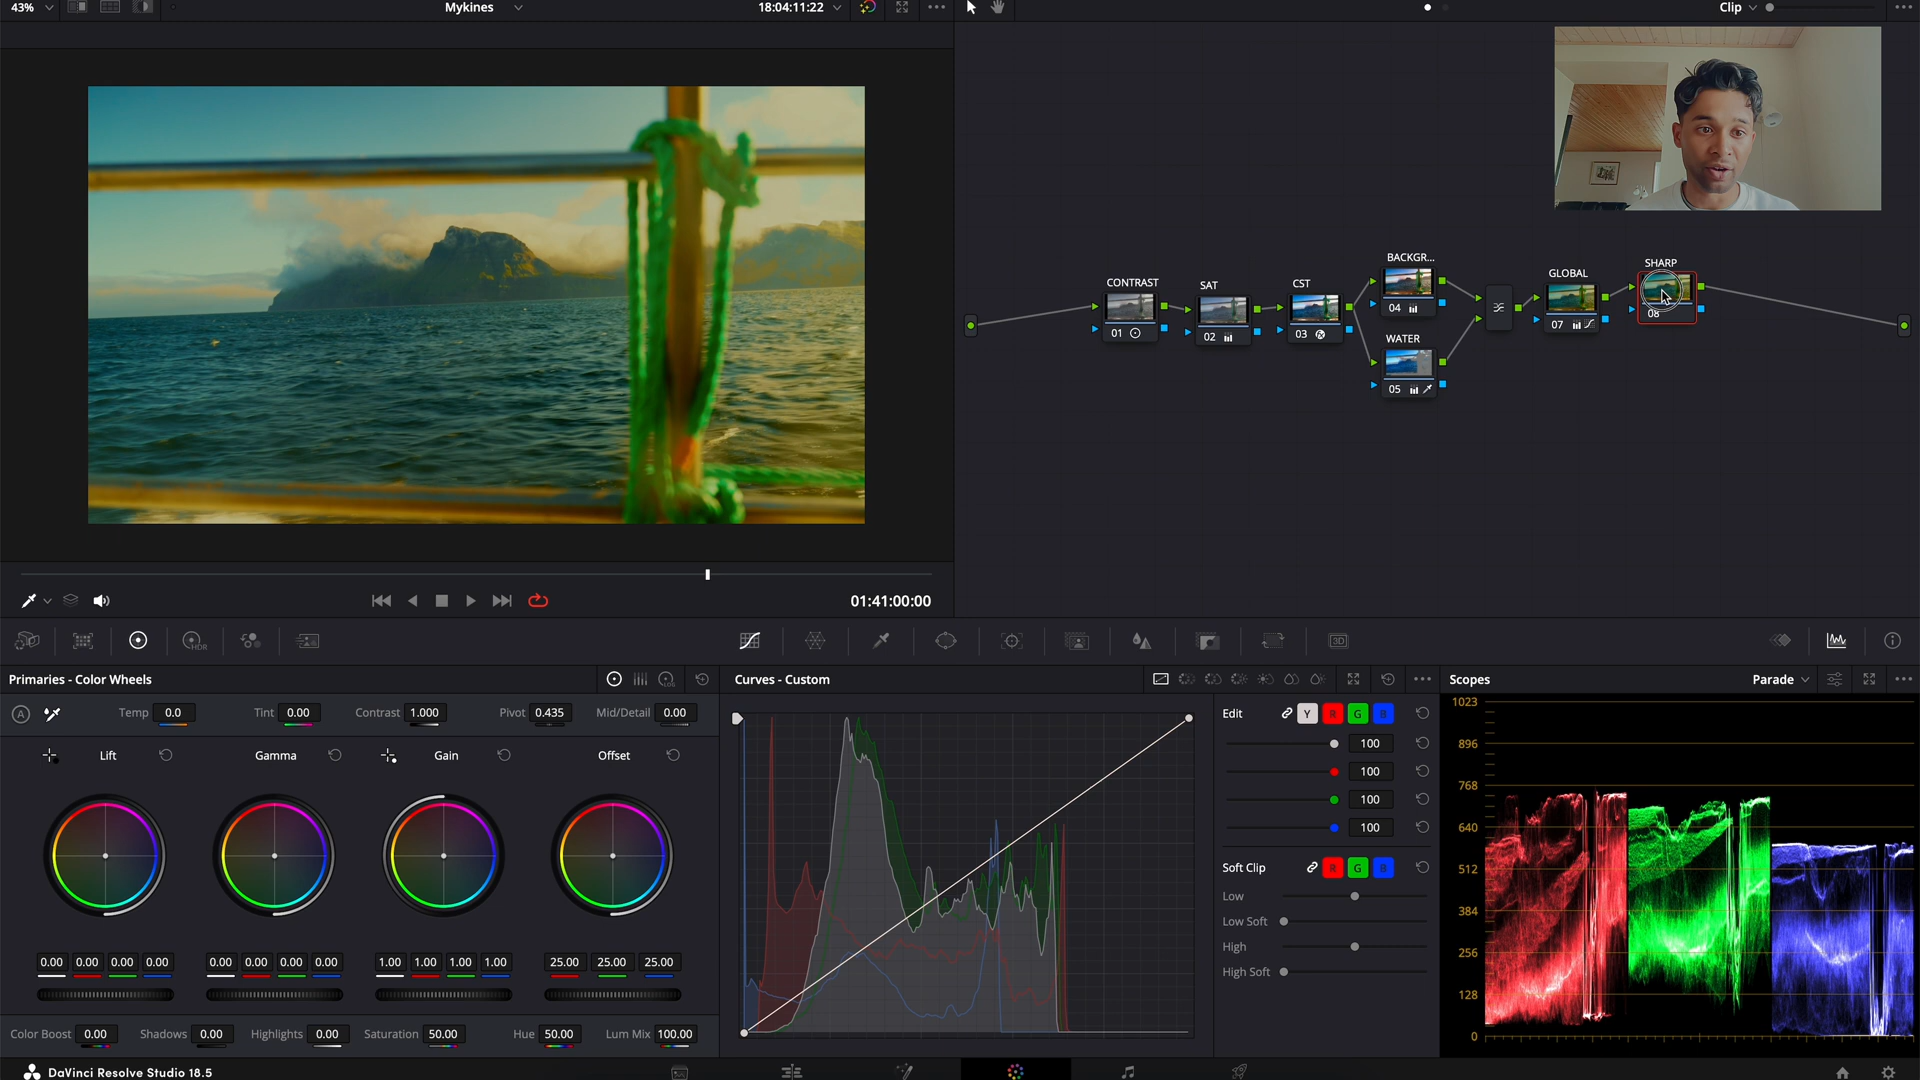 43%
Mykines
18:04:11:22
Clip
CONTRAST
01
SAT
02
CST
03
BACKGR...
04
WATER
05
GLOBAL
07
SHARP
08
01:41:00:00
HDR
3D
Primaries - Color Wheels
LOG
Curves - Custom
Scopes
Parade
A
Temp 0.0
Tint 0.00
Contrast 1.000
Pivot 0.435
Mid/Detail 0.00
Lift
Gamma
Gain
Offset
0.00 0.00 0.00 0.00
0.00 0.00 0.00 0.00
1.00 1.00 1.00 1.00
25.00 25.00 25.00
Color Boost 0.00
Shadows 0.00
Highlights 0.00
Saturation 50.00
Hue 50.00
Lum Mix 100.00
Edit Y R G B
100
100
100
100
Soft Clip R G B
Low
Low Soft
High
High Soft
1023
896
768
640
512
384
256
128
0
DaVinci Resolve Studio 18.5